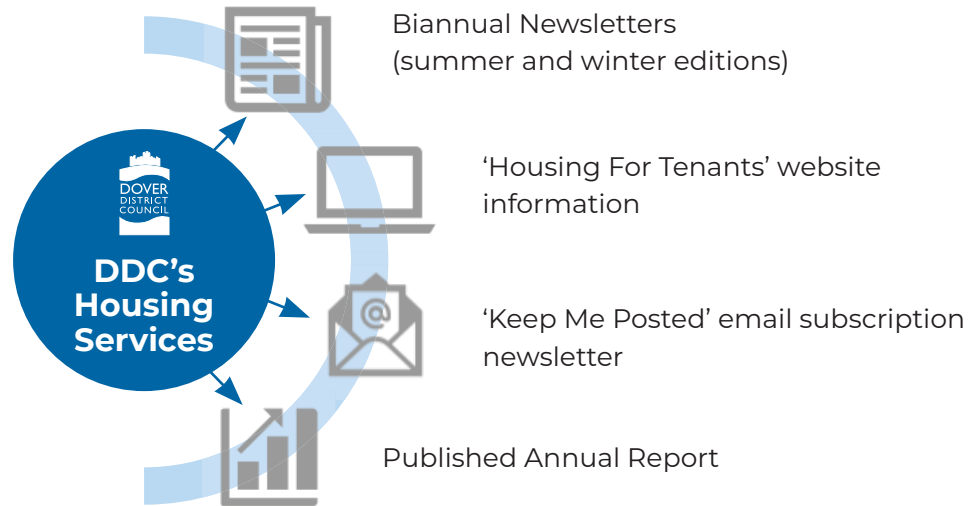 Biannual Newsletters
(summer and winter editions)
DOVER
DISTRICT
COUNCIL
DDC’s
Housing
Services
‘Housing For Tenants’ website
information
@
‘Keep Me Posted’ email subscription
newsletter
Published Annual Report